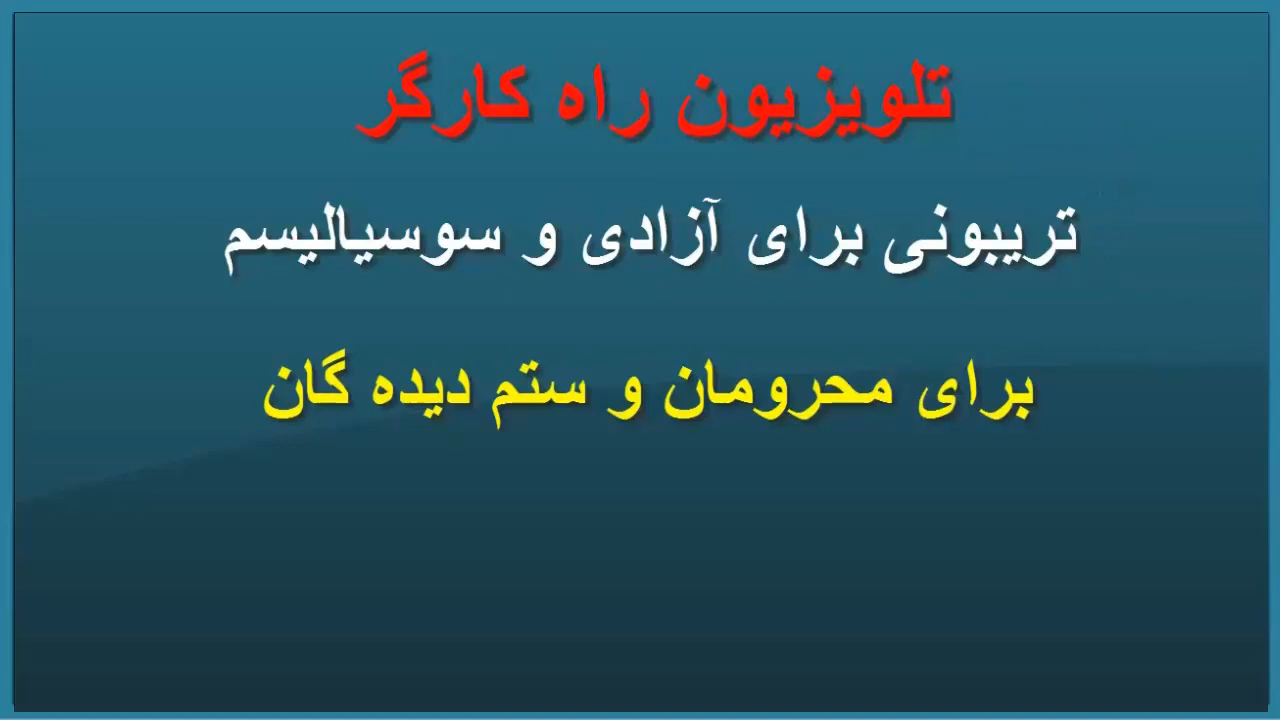 تلویزیون راه کارگر
تریبونی برای آزادی و سوسیالیسم
برای محرومان و ستم دیده گان